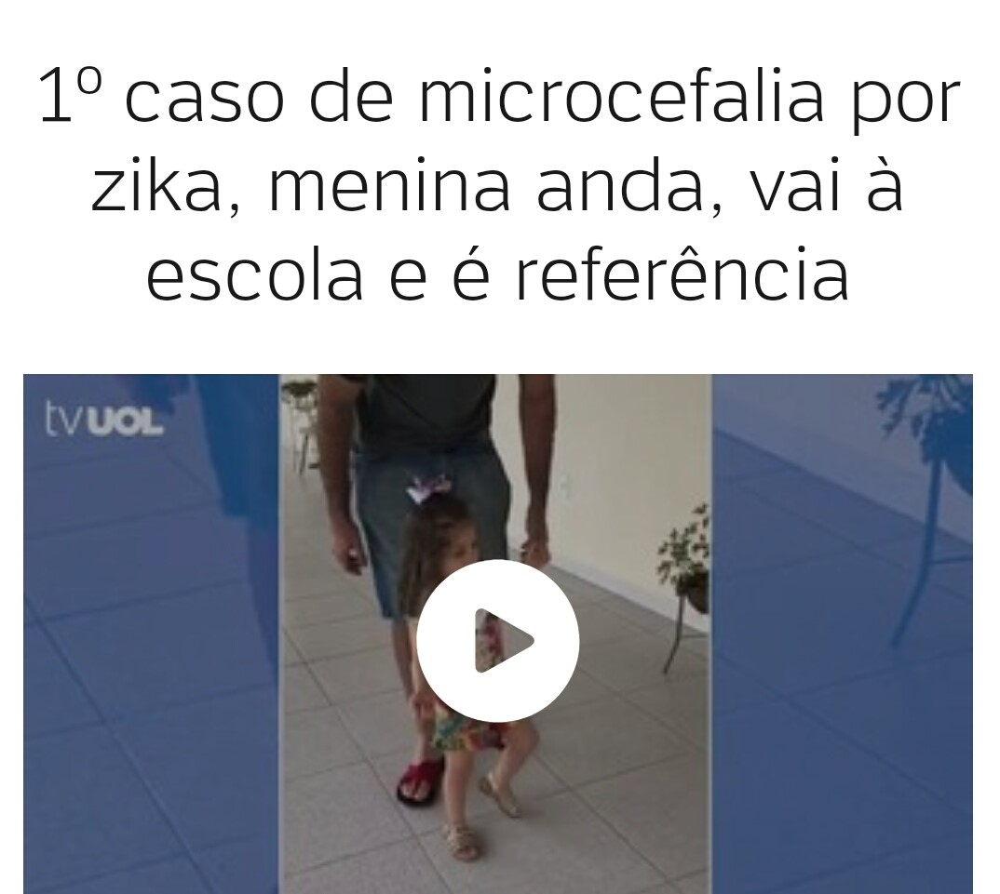 1º caso de microcefalia por
zika, menina anda, vai à
escola e é referência
tvUOL